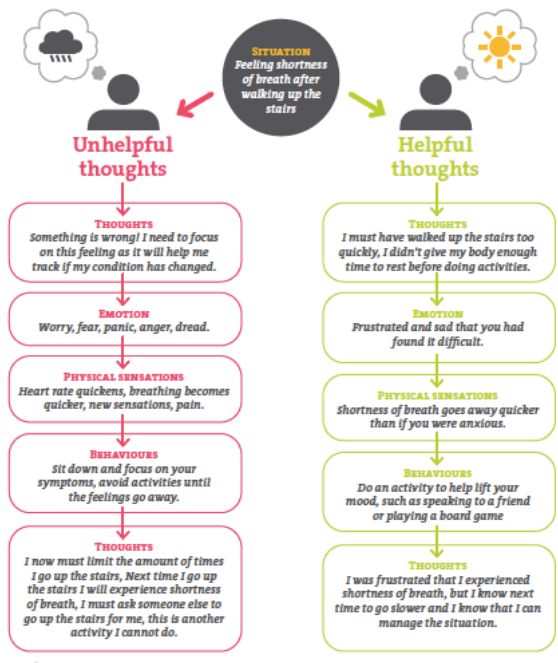 SITUATION
Feeling shortness
of breath after
walking up the
stairs
Unhelpful
thoughts
THOUGHTS
Something is wrong! I need to focus
on this feeling as it will help me
track if my condition has changed.
EMOTION
Worry, fear, panic, anger, dread.
PHYSICAL SENSATIONS
Heart rate quickens, breathing becomes
quicker, new sensations, pain.
BEHAVIOURS
Sit down and focus on your
symptoms, avoid activities until
the feelings go away.
THOUGHTS
I now must limit the amount of times
I go up the stairs, Next time I go up
the stairs I will experience shortness
of breath, I must ask someone else to
go up the stairs for me, this is another
activity I cannot do.
Helpful
thoughts
THOUGHTS
I must have walked up the stairs too
quickly, I didn't give my body enough
time to rest before doing activities.
EMOTION
Frustrated and sad that you had
found it difficult.
PHYSICAL SENSATIONS
Shortness of breath goes away quicker
than if you were anxious.
BEHAVIOURS
Do an activity to help lift your
mood, such as speaking to a friend
or playing a board game
THOUGHTS
I was frustrated that I experienced
shortness of breath, but I know next
time to go slower and I know that I can
manage the situation.